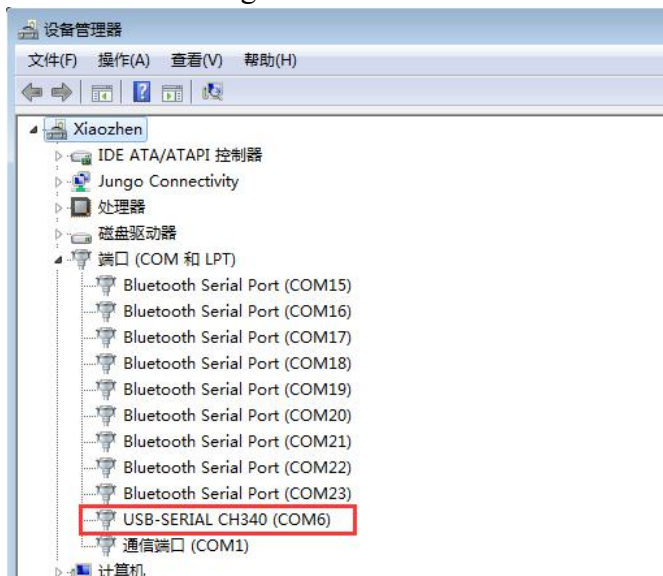 设备管理器
文件(F) 操作(A) 查看(V) 帮助(H)
Xiaozhen
IDE ATA/ATAPI 控制器
Jungo Connectivity
处理器
磁盘驱动器
端口 (COM 和 LPT)
Bluetooth Serial Port (COM15)
Bluetooth Serial Port (COM16)
Bluetooth Serial Port (COM17)
Bluetooth Serial Port (COM18)
Bluetooth Serial Port (COM19)
Bluetooth Serial Port (COM20)
Bluetooth Serial Port (COM21)
Bluetooth Serial Port (COM22)
Bluetooth Serial Port (COM23)
USB-SERIAL CH340 (COM6)
通信端口 (COM1)
计算机